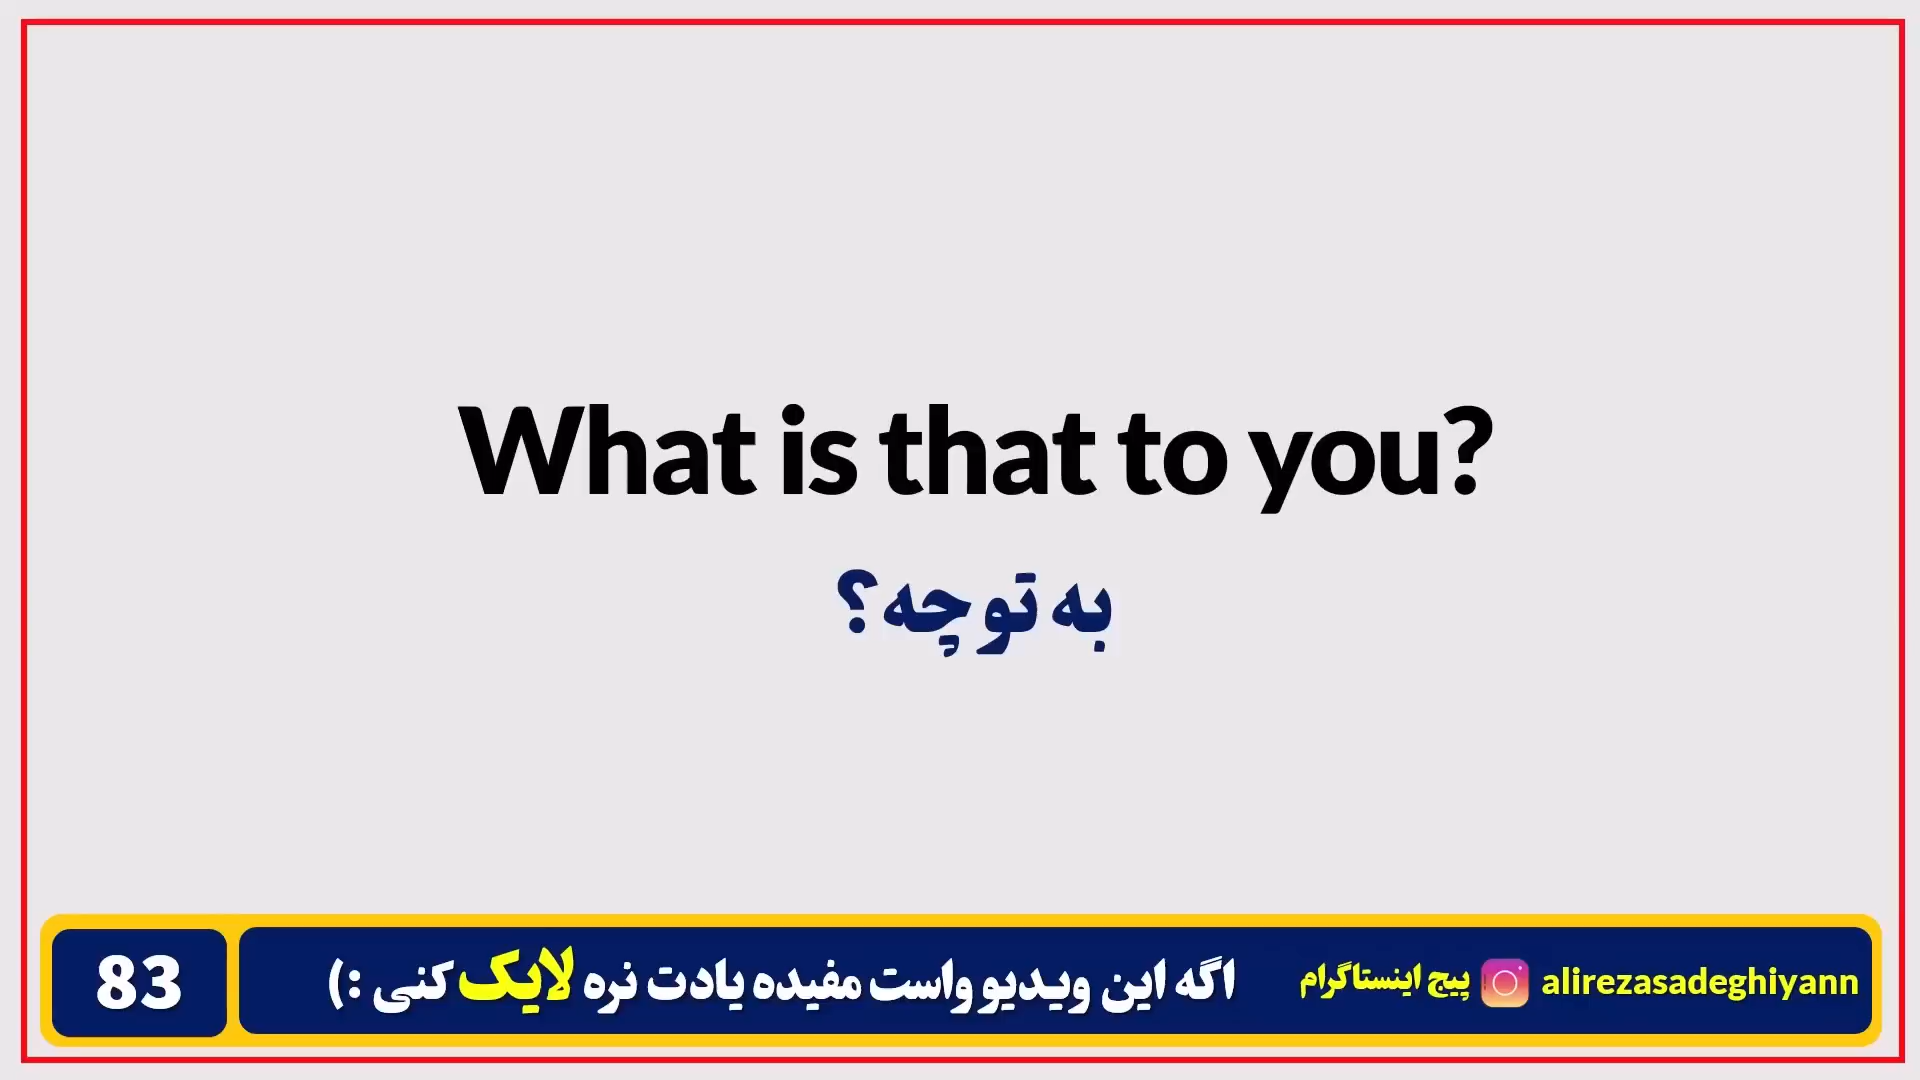 What is that to you?
به تو چه؟
83
اگه این ویدیو واست مفیده یادت نره لایک کنی :)
پیج اینستاگرام
alirezasadeghiyann